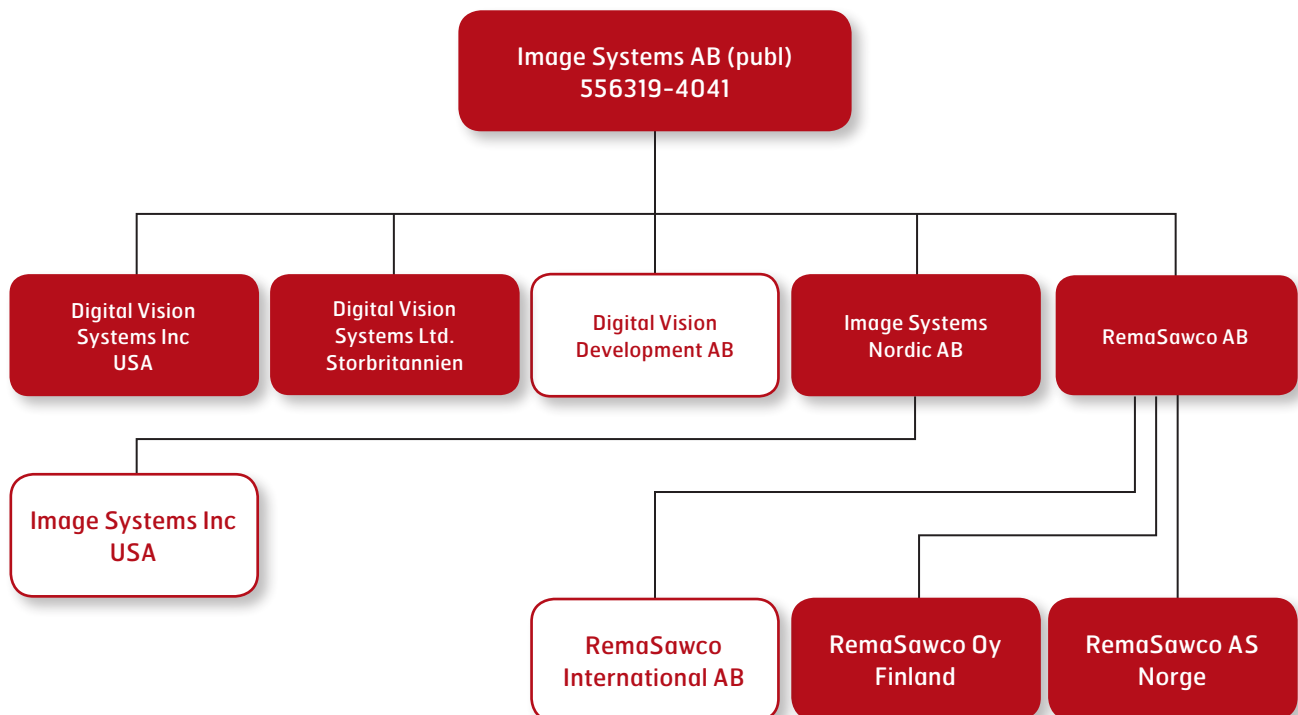 Image Systems AB (publ)
556319-4041
Digital Vision
Systems Inc
USA
Digital Vision
Systems Ltd.
Storbritannien
Digital Vision
Development AB
Image Systems
Nordic AB
RemaSawco AB
Image Systems Inc
USA
RemaSawco
International AB
RemaSawco Oy
Finland
RemaSawco AS
Norge